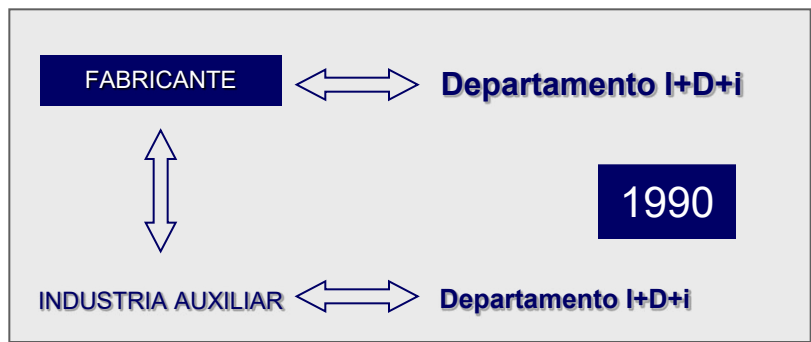 FABRICANTE
Departamento I+D+i
1990
INDUSTRIA AUXILIAR
Departamento I+D+i